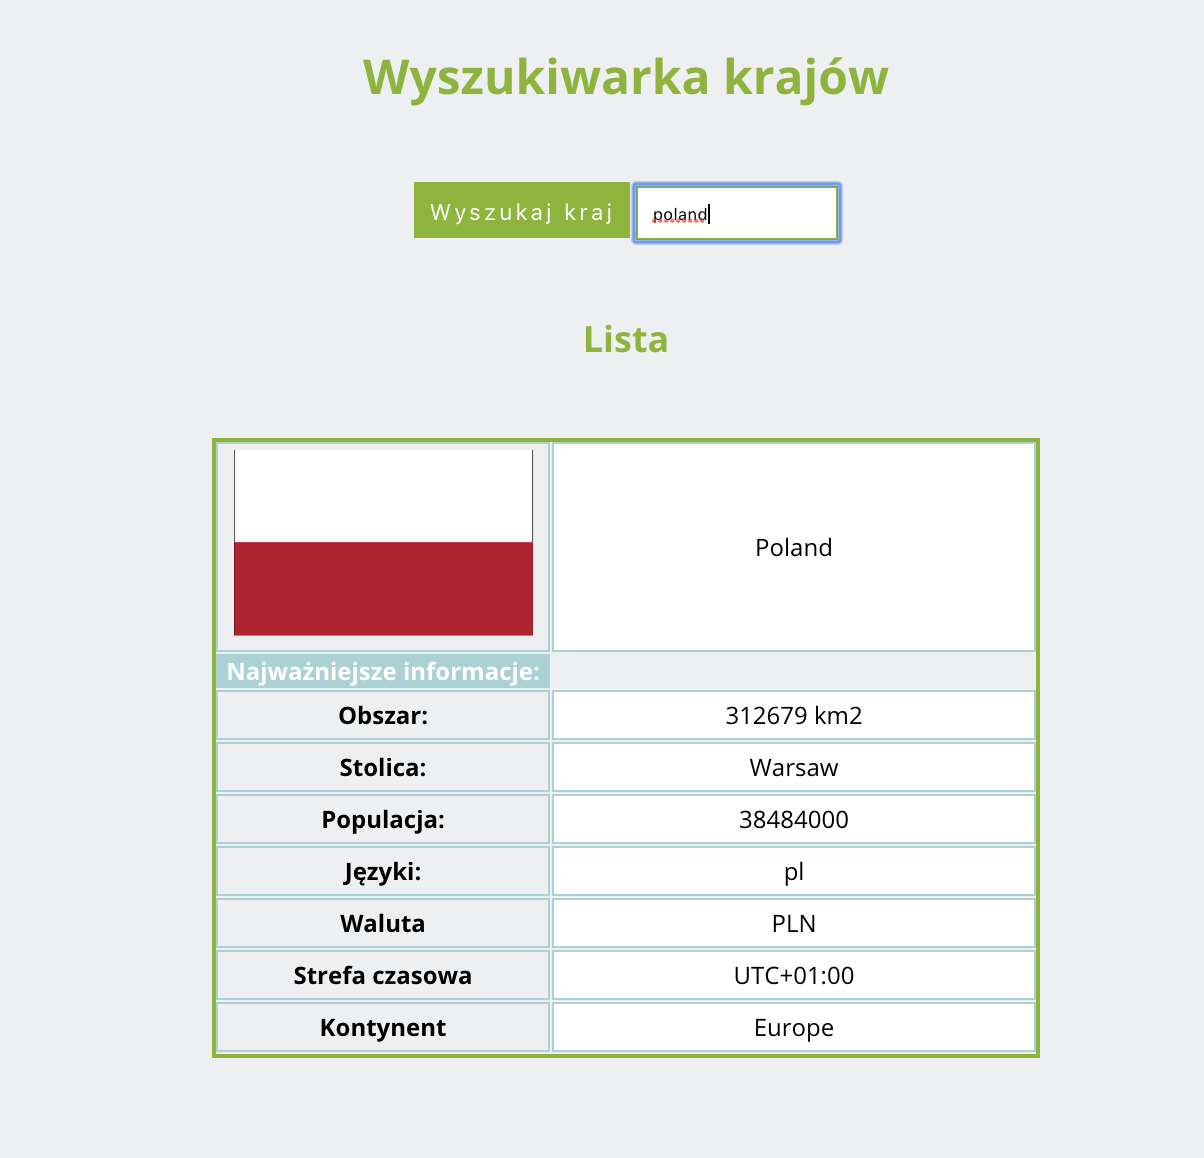 Wyszukiwarka krajów
Wyszukaj kraj poland
Lista
Poland
Najważniejsze informacje:
Obszar: 312679 km2
Stolica: Warsaw
Populacja: 38484000
Języki: pl
Waluta PLN
Strefa czasowa UTC+01:00
Kontynent Europe